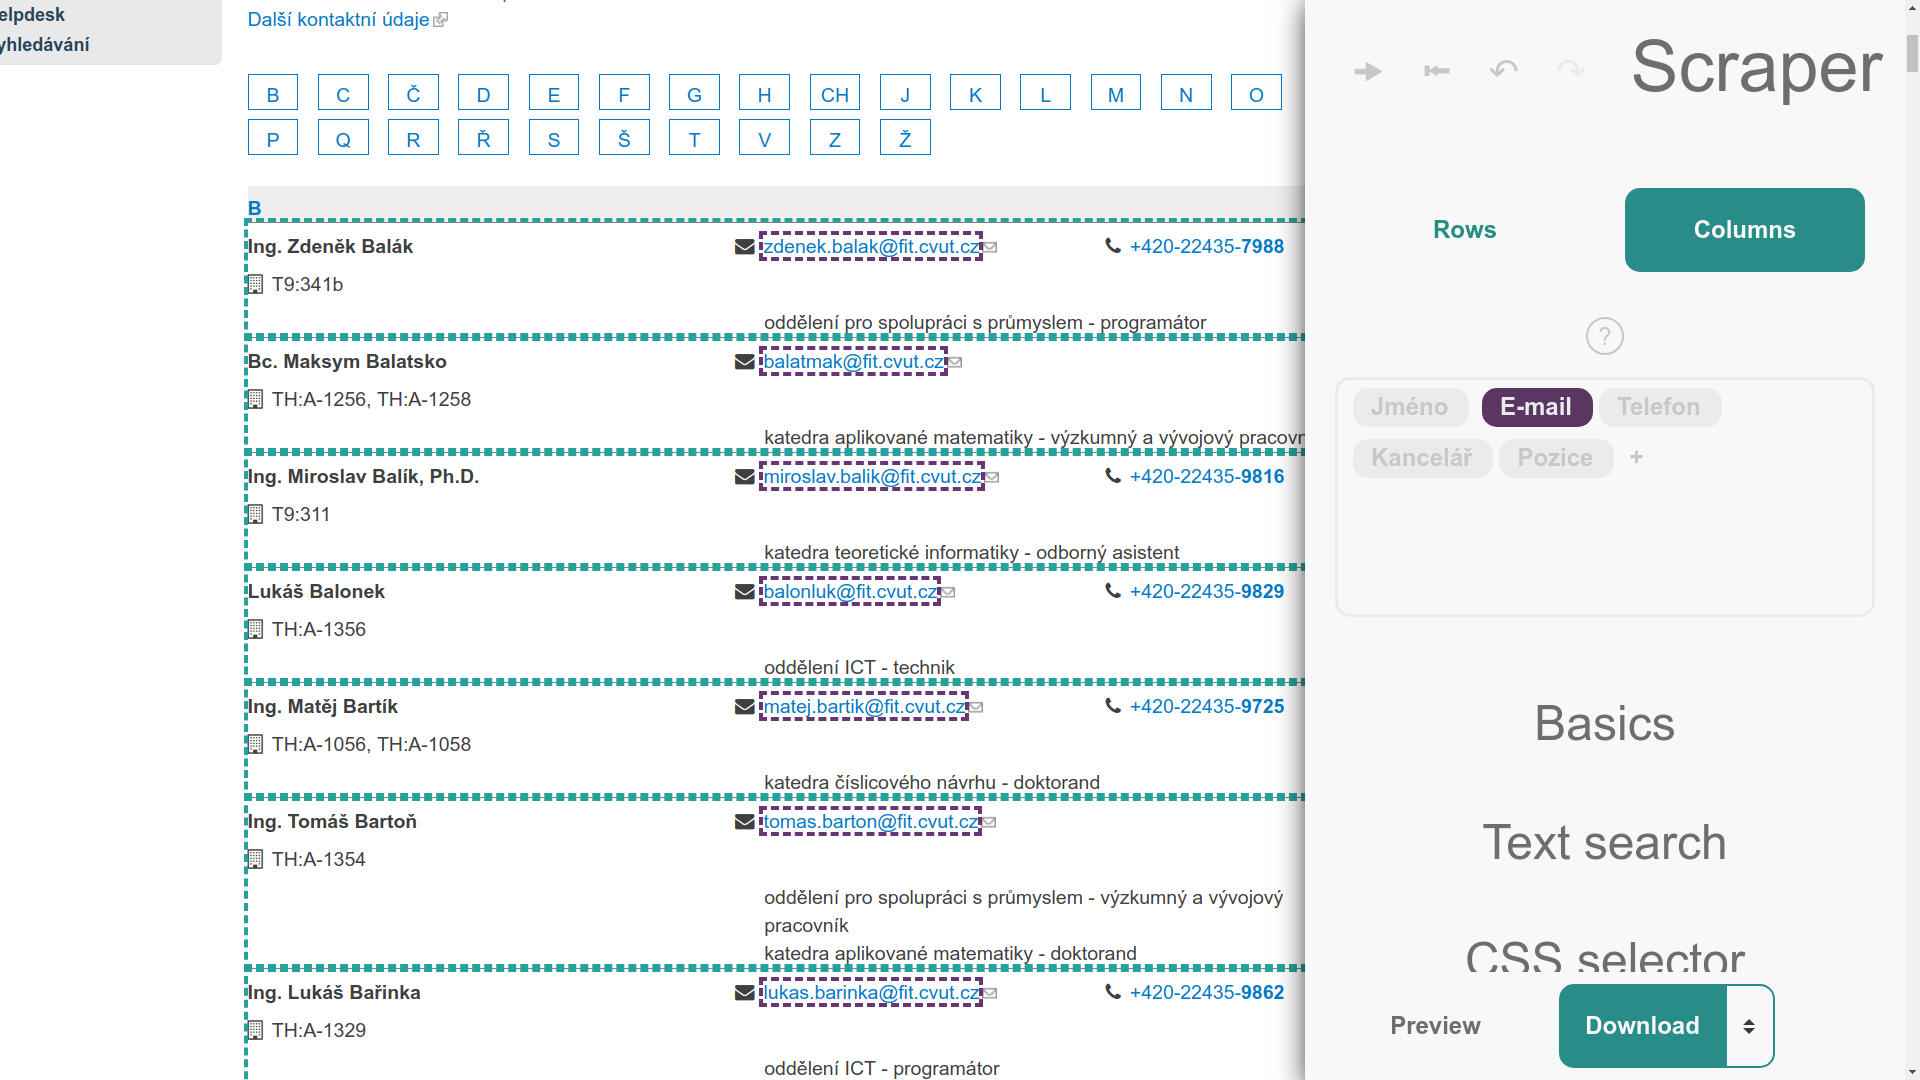 elpdesk
yhledávání
Další kontaktní údaje
B C Č D E F G H CH J K L M N O
P Q R Ř S Š T V Z Ž
B
Ing. Zdeněk Balák zdenek.balak@fit.cvut.cz +420-22435-7988
T9:341b
oddělení pro spolupráci s průmyslem - programátor
Bc. Maksym Balatsko balatmak@fit.cvut.cz
TH:A-1256, TH:A-1258
katedra aplikované matematiky - výzkumný a vývojový pracovn
Ing. Miroslav Balík, Ph.D. miroslav.balik@fit.cvut.cz +420-22435-9816
T9:311
katedra teoretické informatiky - odborný asistent
Lukáš Balonek balonluk@fit.cvut.cz +420-22435-9829
TH:A-1356
oddělení ICT - technik
Ing. Matěj Bartík matej.bartik@fit.cvut.cz +420-22435-9725
TH:A-1056, TH:A-1058
katedra číslicového návrhu - doktorand
Ing. Tomáš Bartoň tomas.barton@fit.cvut.cz
TH:A-1354
oddělení pro spolupráci s průmyslem - výzkumný a vývojový
pracovník
katedra aplikované matematiky - doktorand
Ing. Lukáš Bařinka lukas.barinka@fit.cvut.cz +420-22435-9862
TH:A-1329
oddělení ICT - programátor
Scraper
Rows Columns
?
Jméno E-mail Telefon
Kancelář Pozice +
Basics
Text search
CSS selector
Preview Download